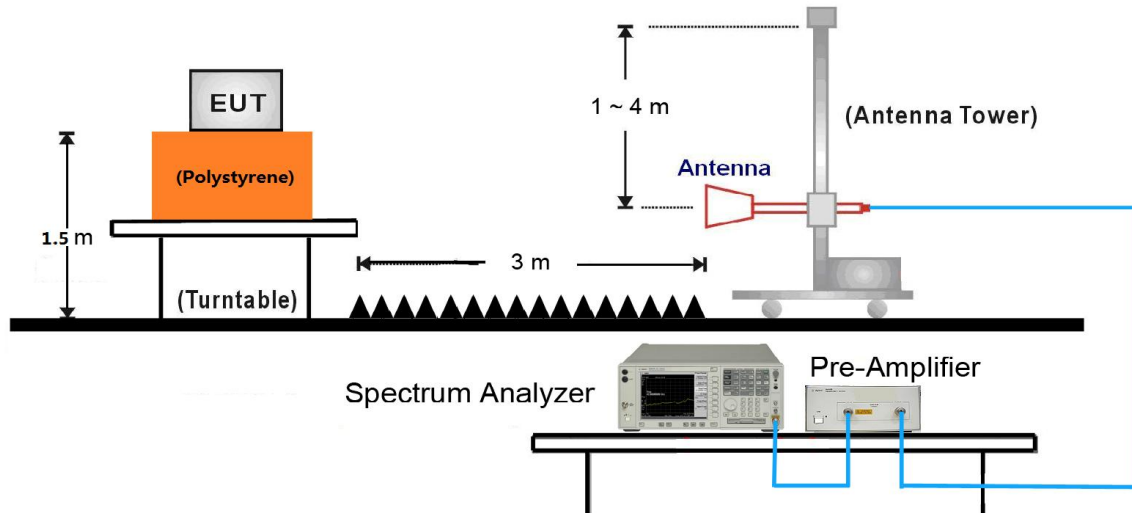 EUT
(Polystyrene)
1.5 m
(Turntable)
3 m
1 ~ 4 m
Antenna
(Antenna Tower)
Spectrum Analyzer
Pre-Amplifier